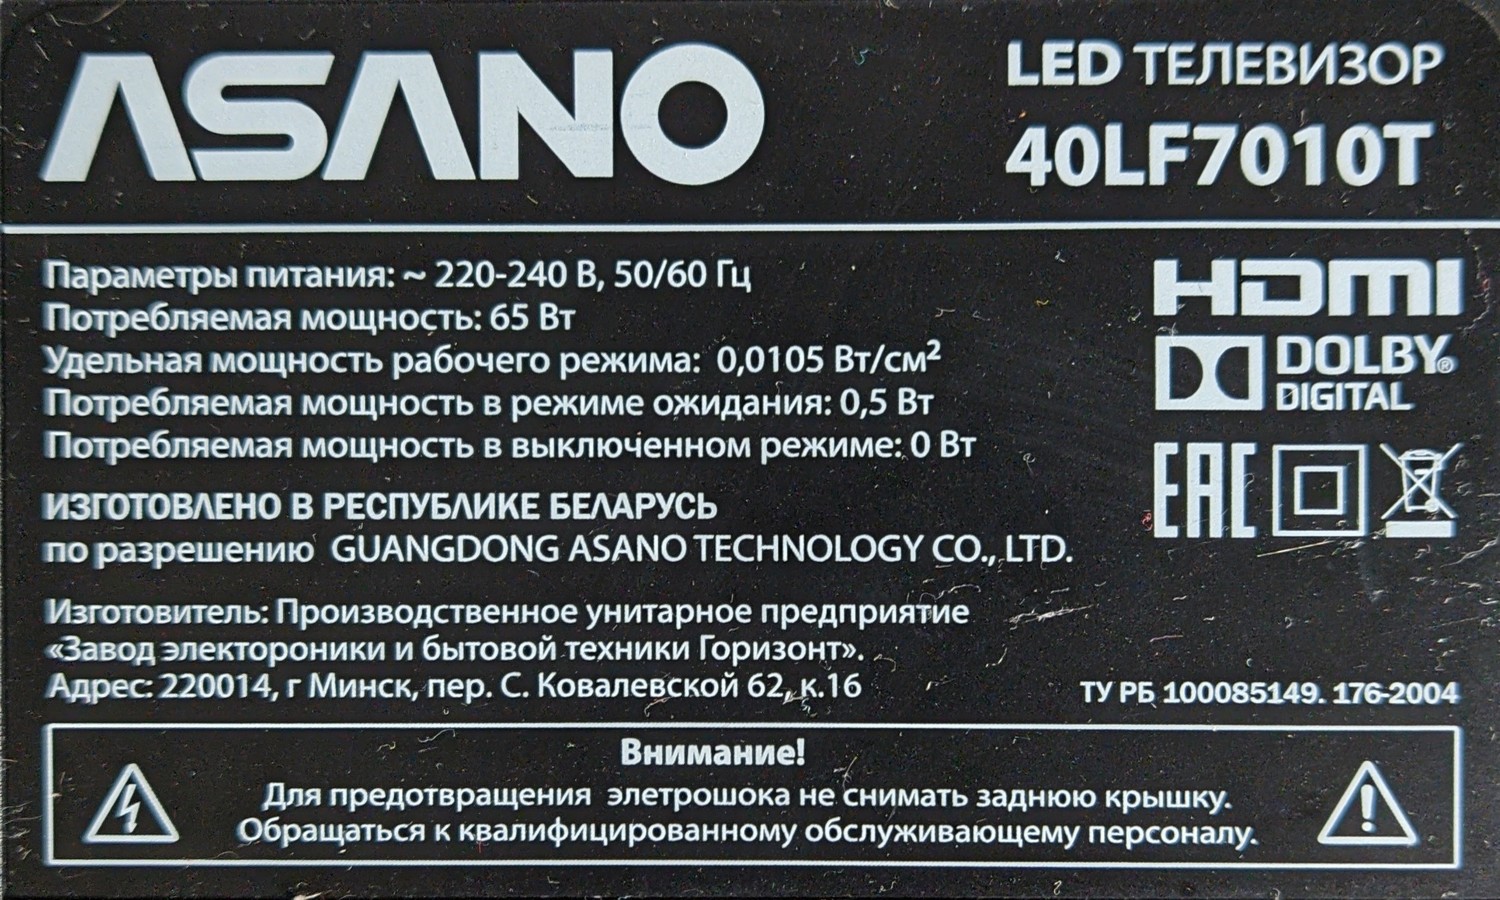 ASANO
LED ТЕЛЕВИЗОР
40LF7010T
Параметры питания: ~ 220-240 В, 50/60 Гц
Потребляемая мощность: 65 Вт
Удельная мощность рабочего режима: 0,0105 Вт/см²
Потребляемая мощность в режиме ожидания: 0,5 Вт
Потребляемая мощность в выключенном режиме: 0 Вт
HDMI
DOLBY®
DIGITAL
EAC
ИЗГОТОВЛЕНО В РЕСПУБЛИКЕ БЕЛАРУСЬ
по разрешению GUANGDONG ASANO TECHNOLOGY CO., LTD.
Изготовитель: Производственное унитарное предприятие
«Завод электороники и бытовой техники Горизонт».
Адрес: 220014, г Минск, пер. С. Ковалевской 62, к.16
ТУ РБ 100085149. 176-2004
Внимание!
Для предотвращения элетрошока не снимать заднюю крышку.
Обращаться к квалифицированному обслуживающему персоналу.